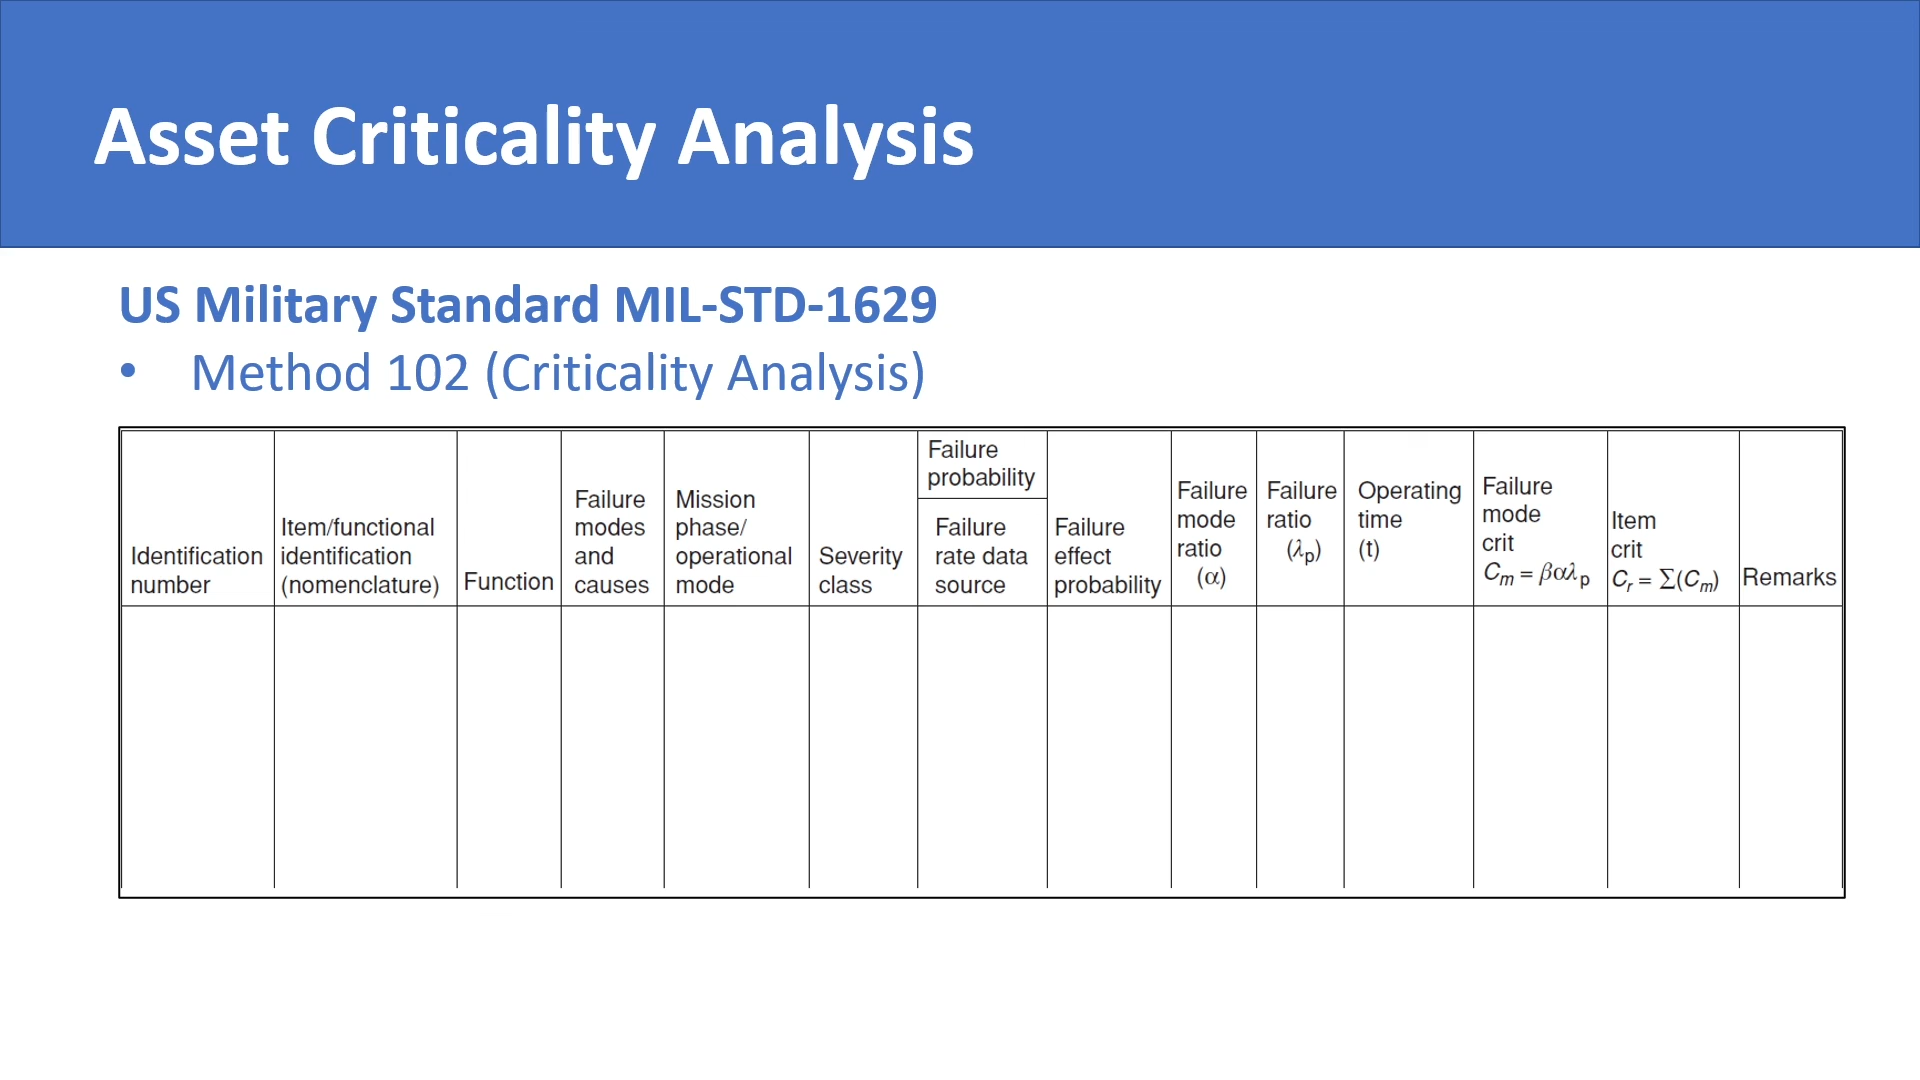 Asset Criticality Analysis
US Military Standard MIL-STD-1629
• Method 102 (Criticality Analysis)
Identification
number
Item/functional
identification
(nomenclature)
Function
Failure
modes
and
causes
Mission
phase/
operational
mode
Severity
class
Failure
probability
Failure
rate data
source
Failure
effect
probability
Failure
mode
ratio
(α)
Failure
ratio
(λp)
Operating
time
(t)
Failure
mode
crit
Cm = βαλp
Item
crit
Cr = ∑(Cm)
Remarks